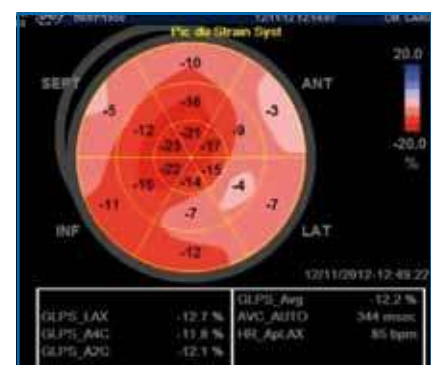 Pic du Strain Syst
20.0
-20.0
%
SEPT
ANT
INF
LAT
-10
-5
-3
-16
-12
-9
-21
-23
-17
-22
-15
-14
-16
-4
-11
-7
-7
-12
12/11/2012-12:49:22
GLPS_LAX -12.7 %
GLPS_A4C -11.8 %
GLPS_A2C -12.1 %
GLPS_Avg -12.2 %
AVC_AUTO 344 msec
HR_ApLAX 85 bpm